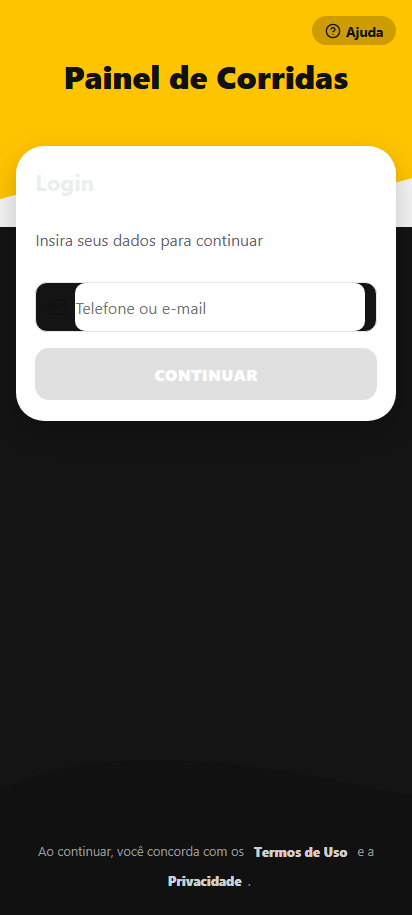 Ajuda
Painel de Corridas
Login
Insira seus dados para continuar
Telefone ou e-mail
CONTINUAR
Ao continuar, você concorda com os Termos de Uso e a
Privacidade .